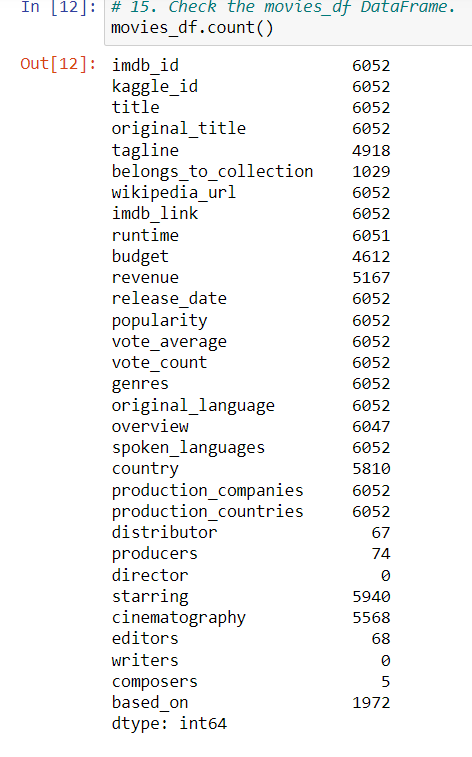 In [12]: # 15. Check the movies_df DataFrame.
movies_df.count()
Out[12]: imdb_id 6052
kaggle_id 6052
title 6052
original_title 6052
tagline 4918
belongs_to_collection 1029
wikipedia_url 6052
imdb_link 6052
runtime 6051
budget 4612
revenue 5167
release_date 6052
popularity 6052
vote_average 6052
vote_count 6052
genres 6052
original_language 6052
overview 6047
spoken_languages 6052
country 5810
production_companies 6052
production_countries 6052
distributor 67
producers 74
director 0
starring 5940
cinematography 5568
editors 68
writers 0
composers 5
based_on 1972
dtype: int64